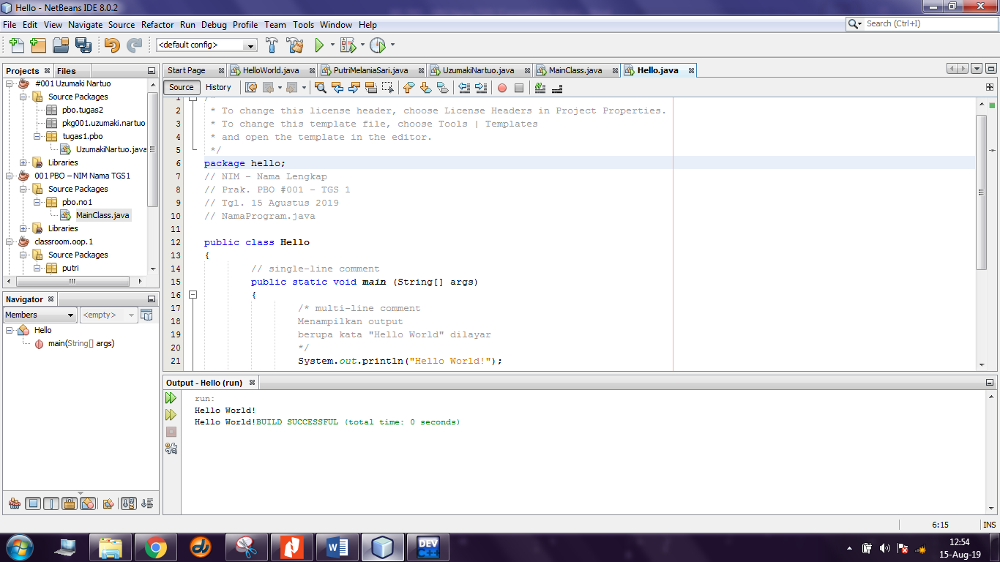 Hello - NetBeans IDE 8.0.2
File Edit View Navigate Source Refactor Run Debug Profile Team Tools Window Help
Search (Ctrl+I)
<default config>
Projects Files
#001 Uzumaki Nartuo
Source Packages
pbo.tugas2
pkg001.uzumaki.nartuo
tugas1.pbo
UzumakiNartuo.java
Libraries
001 PBO – NIM Nama TGS1
Source Packages
pbo.no1
MainClass.java
Libraries
classroom.oop.1
Source Packages
putri
Navigator
Members <empty>
Hello
main(String[] args)
Start Page HelloWorld.java PutriMelaniaSari.java UzumakiNartuo.java MainClass.java Hello.java
Source History
1 /*
2 * To change this license header, choose License Headers in Project Properties.
3 * To change this template file, choose Tools | Templates
4 * and open the template in the editor.
5 */
6 package hello;
7 // NIM - Nama Lengkap
8 // Prak. PBO #001 - TGS 1
9 // Tgl. 15 Agustus 2019
10 // NamaProgram.java
11
12 public class Hello
13 {
14 // single-line comment
15 public static void main (String[] args)
16 {
17 /* multi-line comment
18 Menampilkan output
19 berupa kata "Hello World" dilayar
20 */
21 System.out.println("Hello World!");
Output - Hello (run)
run:
Hello World!
Hello World!BUILD SUCCESSFUL (total time: 0 seconds)
6:15 INS
DEV C++
12:54
15-Aug-19